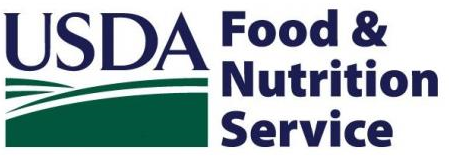 USDA
Food &
Nutrition
Service